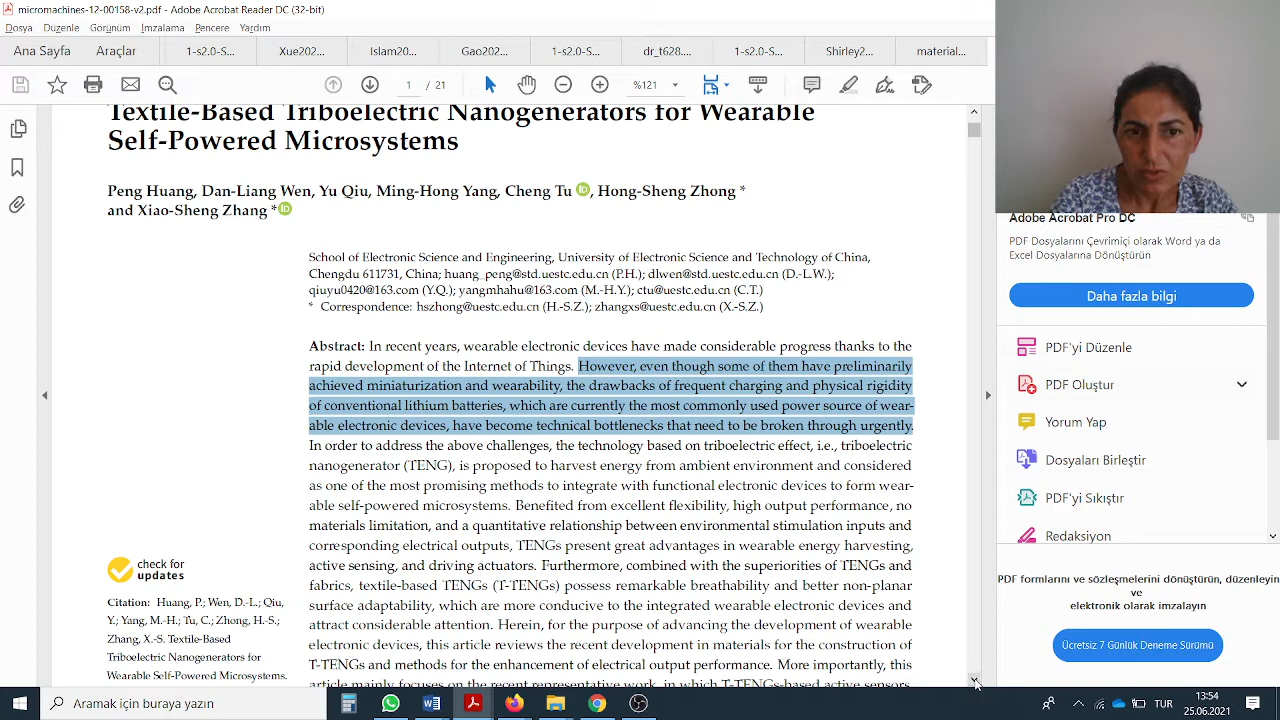 micromachines-12-00158-v2.pdf - Adobe Acrobat Reader DC (32-bit)
Dosya Düzenle Görünüm İmzalama Pencere Yardım
Ana Sayfa Araçlar 1-s2.0-S... Xue202... Islam20... Gao202... 1-s2.0-S... dr_t628... 1-s2.0-S... Shirley2... material...
1 / 21 %121
Textile-Based Triboelectric Nanogenerators for Wearable
Self-Powered Microsystems
Peng Huang, Dan-Liang Wen, Yu Qiu, Ming-Hong Yang, Cheng Tu iD, Hong-Sheng Zhong *
and Xiao-Sheng Zhang * iD
School of Electronic Science and Engineering, University of Electronic Science and Technology of China,
Chengdu 611731, China; huang_peng@std.uestc.edu.cn (P.H.); dlwen@std.uestc.edu.cn (D.-L.W.);
qiuyu0420@163.com (Y.Q.); yangmhahu@163.com (M.-H.Y.); ctu@uestc.edu.cn (C.T.)
* Correspondence: hszhong@uestc.edu.cn (H.-S.Z.); zhangxs@uestc.edu.cn (X.-S.Z.)
Abstract: In recent years, wearable electronic devices have made considerable progress thanks to the
rapid development of the Internet of Things. However, even though some of them have preliminarily
achieved miniaturization and wearability, the drawbacks of frequent charging and physical rigidity
of conventional lithium batteries, which are currently the most commonly used power source of wear-
able electronic devices, have become technical bottlenecks that need to be broken through urgently.
In order to address the above challenges, the technology based on triboelectric effect, i.e., triboelectric
nanogenerator (TENG), is proposed to harvest energy from ambient environment and considered
as one of the most promising methods to integrate with functional electronic devices to form wear-
able self-powered microsystems. Benefited from excellent flexibility, high output performance, no
materials limitation, and a quantitative relationship between environmental stimulation inputs and
corresponding electrical outputs, TENGs present great advantages in wearable energy harvesting,
active sensing, and driving actuators. Furthermore, combined with the superiorities of TENGs and
fabrics, textile-based TENGs (T-TENGs) possess remarkable breathability and better non-planar
surface adaptability, which are more conducive to the integrated wearable electronic devices and
attract considerable attention. Herein, for the purpose of advancing the development of wearable
electronic devices, this article reviews the recent development in materials for the construction of
T-TENGs and methods for the enhancement of electrical output performance. More importantly, this
article mainly focuses on the recent representative work, in which T-TENGs-based active sensors,
check for
updates
Citation: Huang, P.; Wen, D.-L.; Qiu,
Y.; Yang, M.-H.; Tu, C.; Zhong, H.-S.;
Zhang, X.-S. Textile-Based
Triboelectric Nanogenerators for
Wearable Self-Powered Microsystems.
Adobe Acrobat Pro DC
PDF Dosyalarını Çevrimiçi olarak Word ya da
Excel Dosyalarına Dönüştürün
Daha fazla bilgi
PDF'yi Düzenle
PDF Oluştur
Yorum Yap
Dosyaları Birleştir
PDF'yi Sıkıştır
Redaksiyon
PDF formlarını ve sözleşmelerini dönüştürün, düzenleyin
ve
elektronik olarak imzalayın
Ücretsiz 7 Günlük Deneme Sürümü
Aramak için buraya yazın
TUR
13:54
25.06.2021